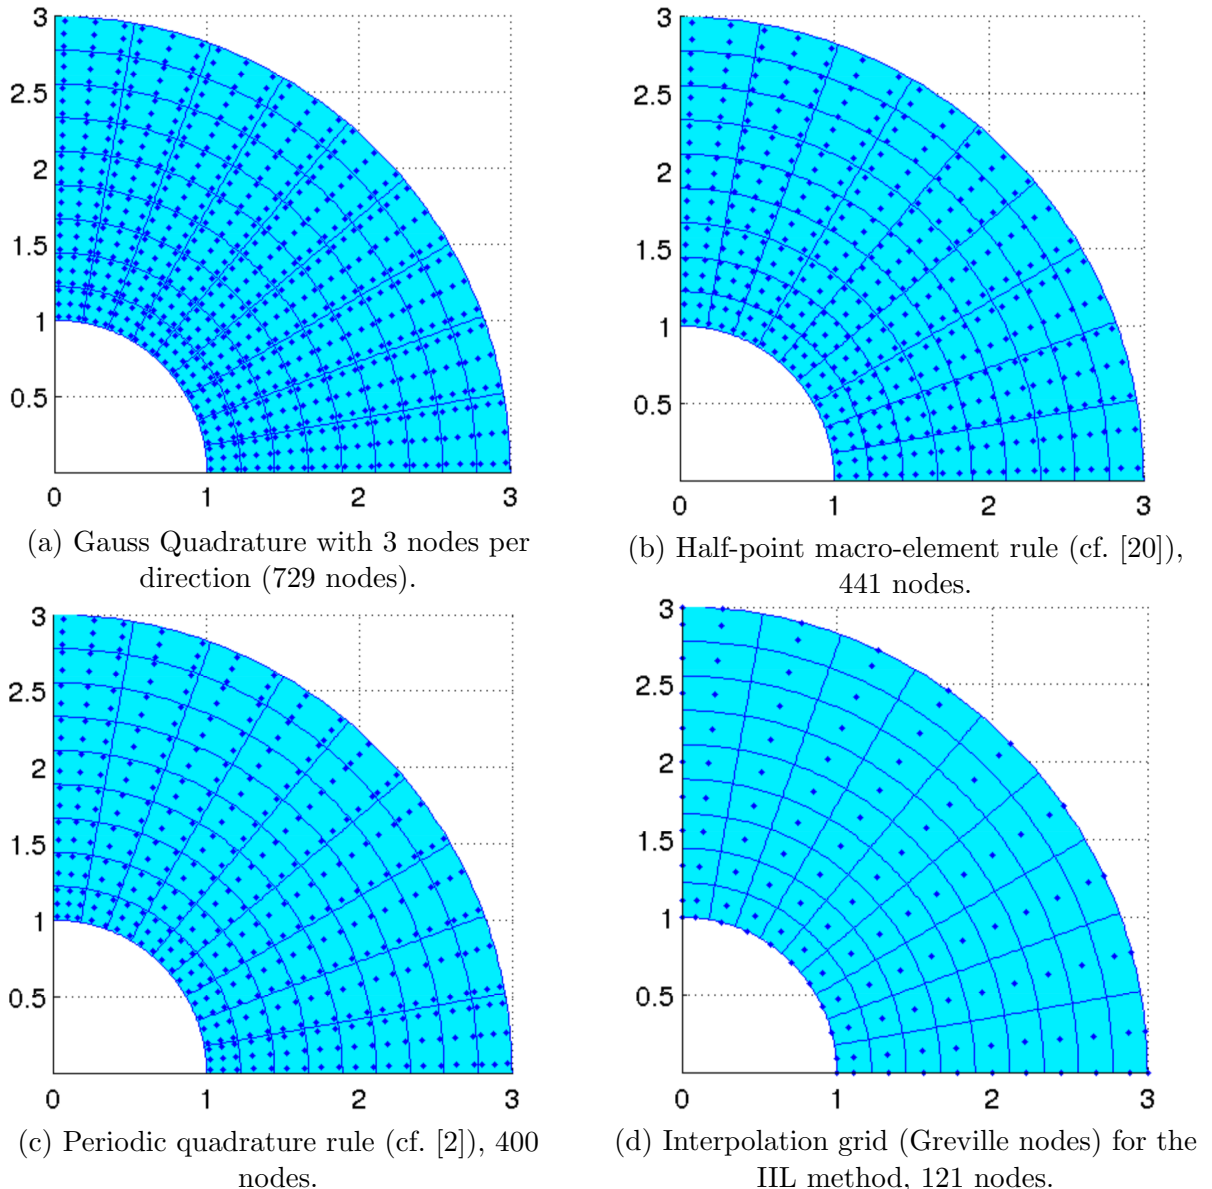 3
2.5
2
1.5
1
0.5
0 1 2 3
(a) Gauss Quadrature with 3 nodes per
direction (729 nodes).
3
2.5
2
1.5
1
0.5
0 1 2 3
(b) Half-point macro-element rule (cf. [20]),
441 nodes.
3
2.5
2
1.5
1
0.5
0 1 2 3
(c) Periodic quadrature rule (cf. [2]), 400
nodes.
3
2.5
2
1.5
1
0.5
0 1 2 3
(d) Interpolation grid (Greville nodes) for the
IIL method, 121 nodes.